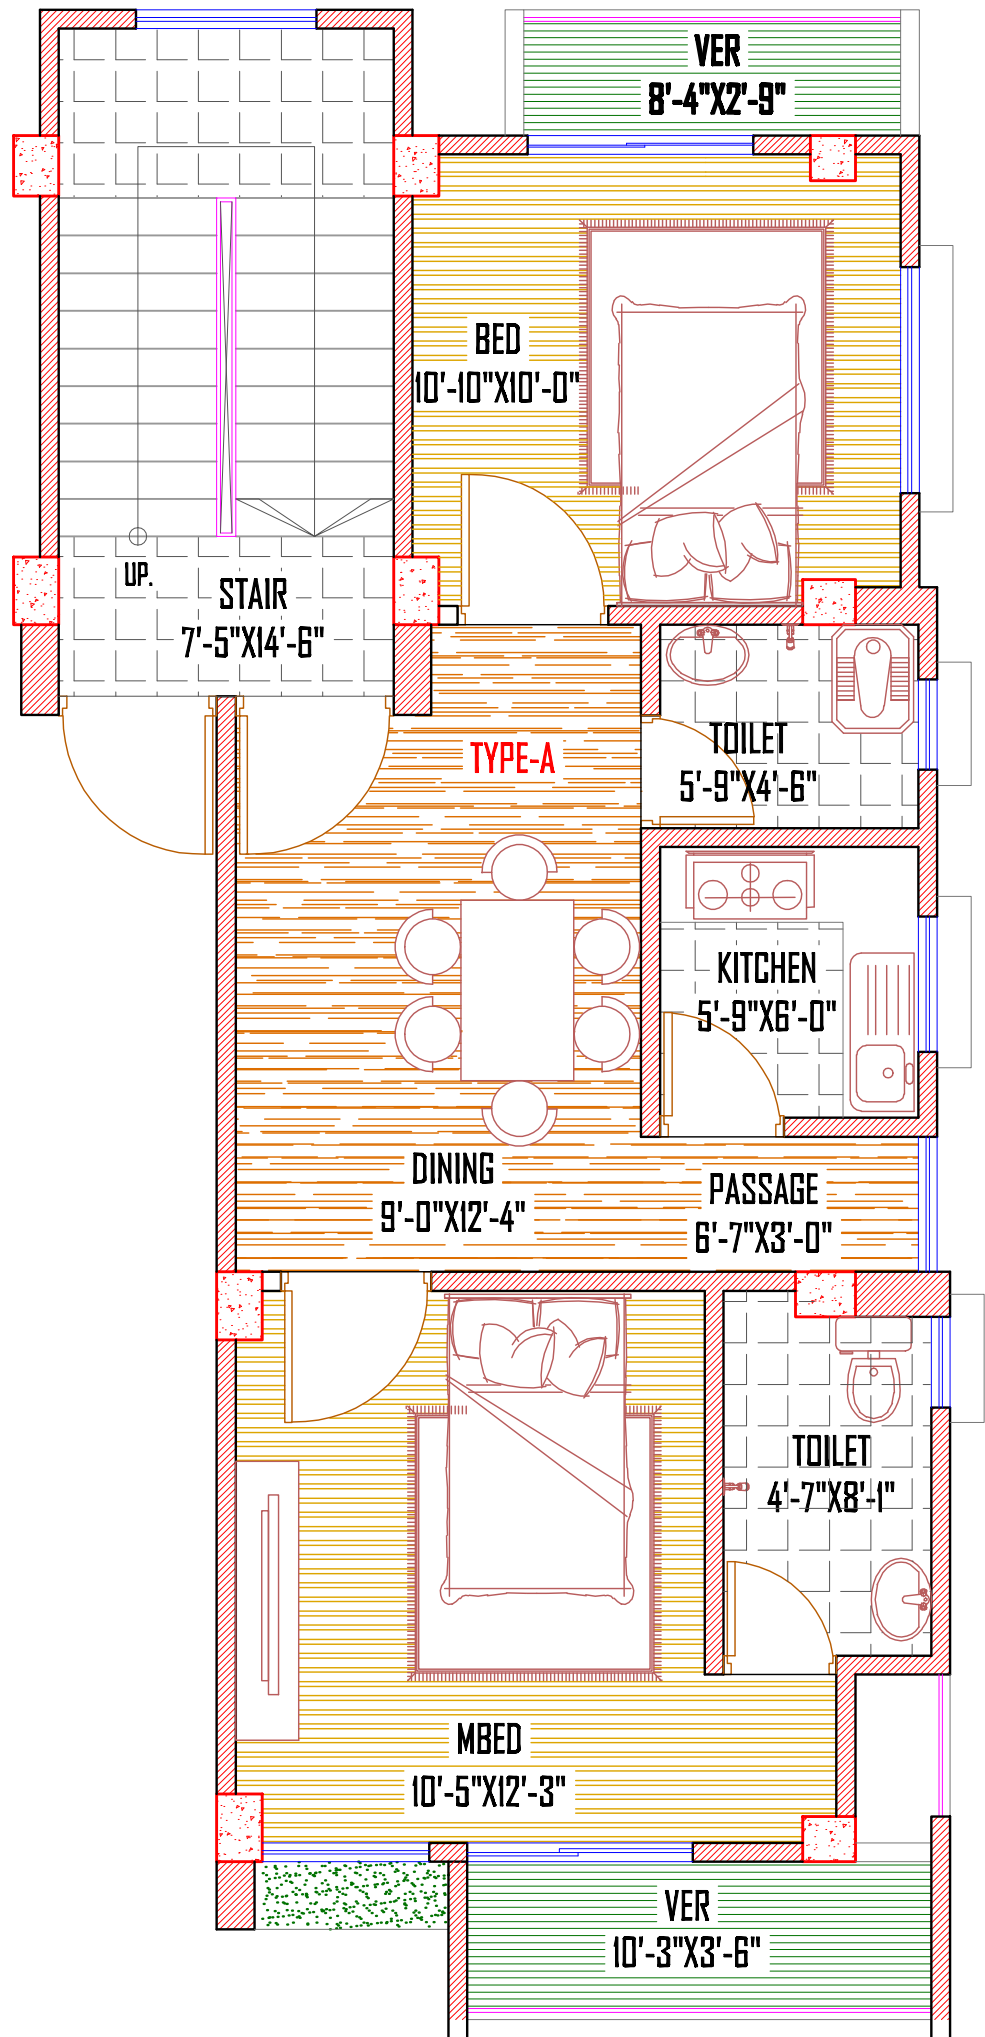 VER
8'-4"X2'-9"
BED
10'-10"X10'-0"
UP.
STAIR
7'-5"X14'-6"
TYPE-A
TOILET
5'-9"X4'-6"
KITCHEN
5'-9"X6'-0"
DINING
9'-0"X12'-4"
PASSAGE
6'-7"X3'-0"
TOILET
4'-7"X8'-1"
MBED
10'-5"X12'-3"
VER
10'-3"X3'-6"